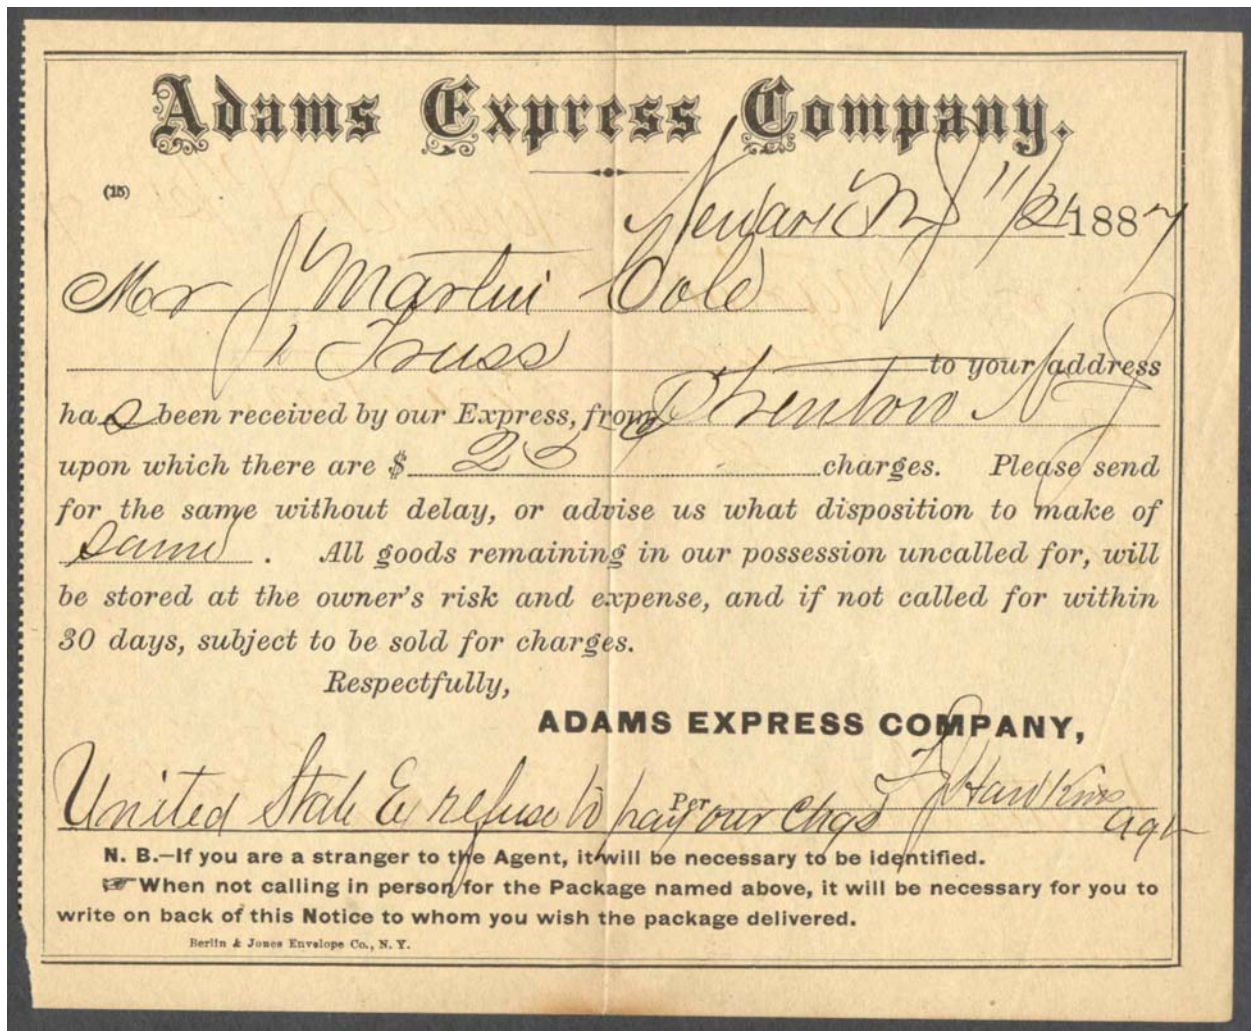 Adams Express Company.
(15)
Newark NJ 11/21 1887
Mr J Martin Cole
1 Truss to your address
has been received by our Express, from Trenton NJ
upon which there are $ 25 charges. Please send
for the same without delay, or advise us what disposition to make of
same . All goods remaining in our possession uncalled for, will
be stored at the owner's risk and expense, and if not called for within
30 days, subject to be sold for charges.
Respectfully,
ADAMS EXPRESS COMPANY,
United State Ex refuse to pay our Chgs Per Hawkins Agt
N. B.—If you are a stranger to the Agent, it will be necessary to be identified.
☞ When not calling in person for the Package named above, it will be necessary for you to
write on back of this Notice to whom you wish the package delivered.
Berlin & Jones Envelope Co., N. Y.